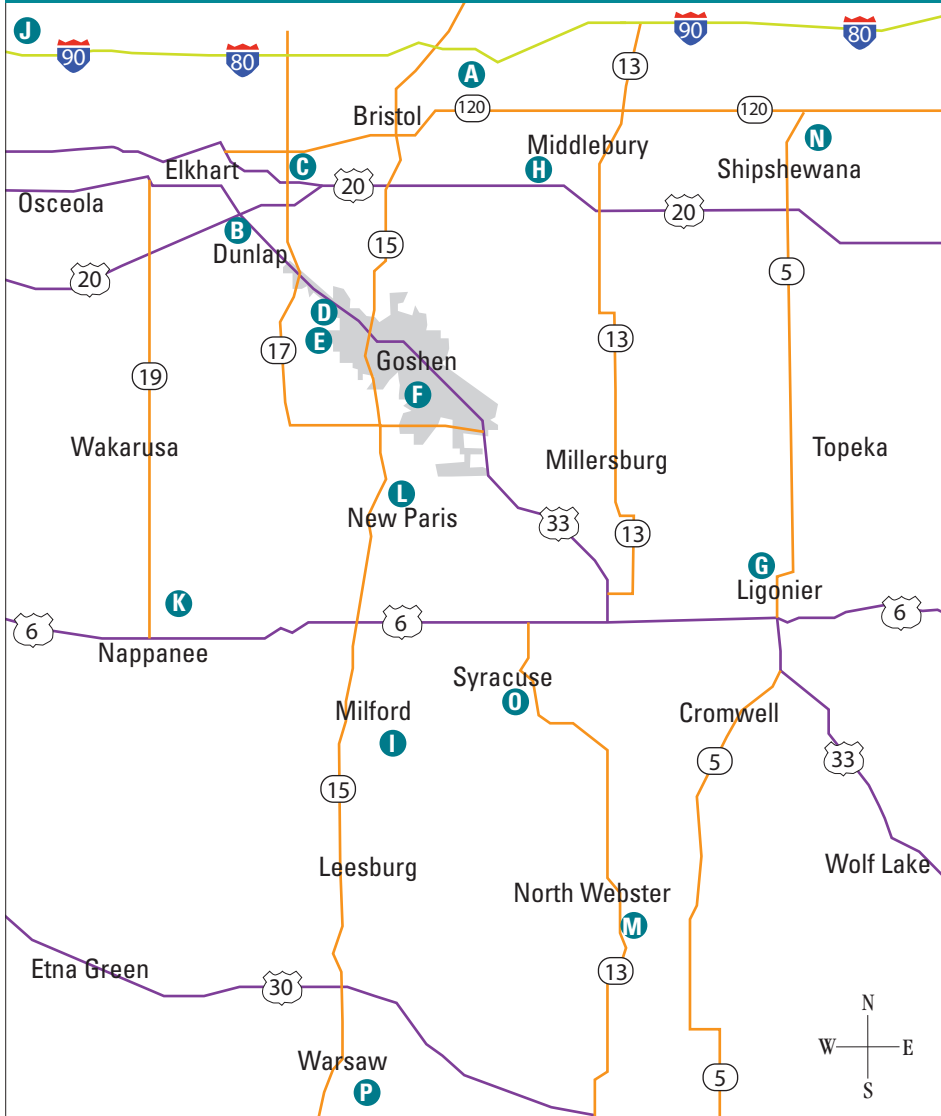 J
90
80
90
80
13
A
120
120
Bristol
N
Middlebury
Shipshewana
Elkhart
C
H
20
Osceola
20
B
15
Dunlap
20
5
D
E
13
17
Goshen
19
F
Wakarusa
Millersburg
Topeka
L
New Paris
33
13
G
Ligonier
K
6
6
6
Nappanee
Syracuse
O
Milford
Cromwell
I
5
33
15
Leesburg
Wolf Lake
North Webster
M
Etna Green
13
30
N
W
E
S
Warsaw
5
P